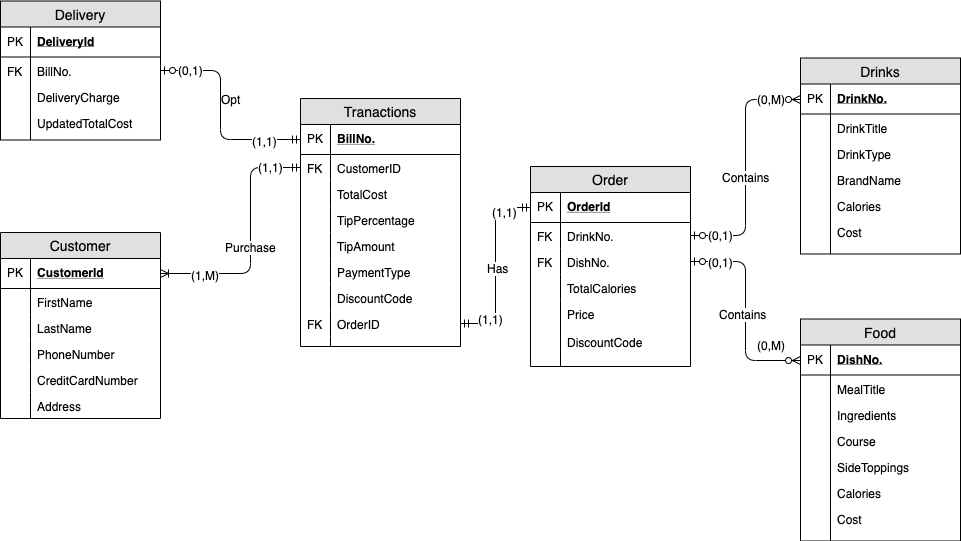 Delivery
PK DeliveryId
FK BillNo.
DeliveryCharge
UpdatedTotalCost
(0,1)
Opt
(1,1)
Tranactions
PK BillNo.
FK CustomerID
TotalCost
TipPercentage
TipAmount
PaymentType
DiscountCode
FK OrderID
(1,1)
Purchase
(1,M)
Customer
PK CustomerId
FirstName
LastName
PhoneNumber
CreditCardNumber
Address
(1,1)
Has
(1,1)
Order
PK OrderId
FK DrinkNo.
FK DishNo.
TotalCalories
Price
DiscountCode
(0,M)
Contains
(0,1)
(0,1)
Contains
(0,M)
Drinks
PK DrinkNo.
DrinkTitle
DrinkType
BrandName
Calories
Cost
Food
PK DishNo.
MealTitle
Ingredients
Course
SideToppings
Calories
Cost